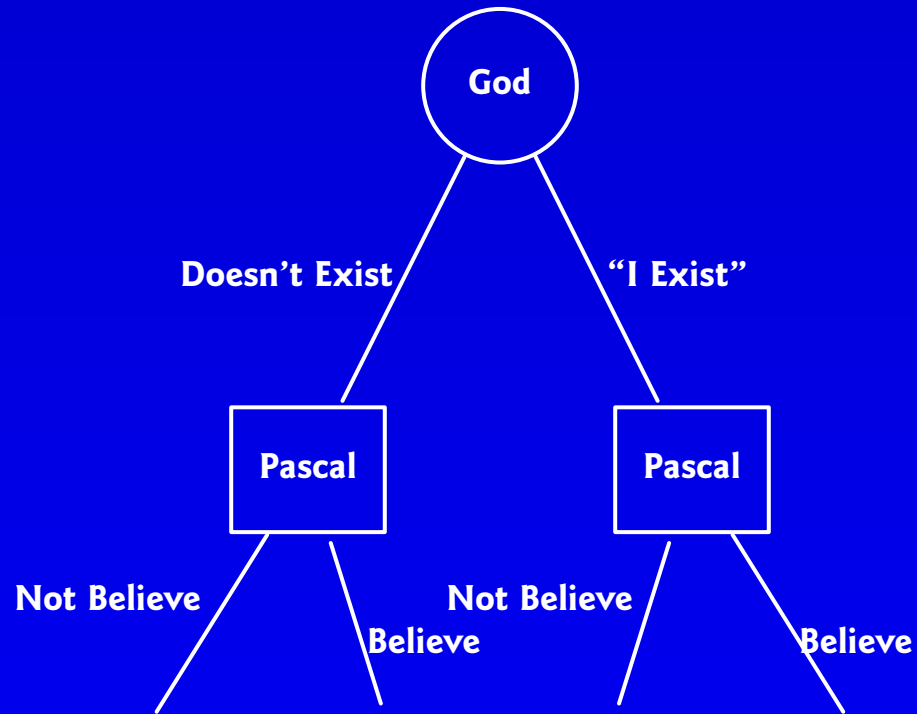 God
Doesn't Exist
“I Exist”
Pascal
Pascal
Not Believe
Not Believe
Believe
Believe